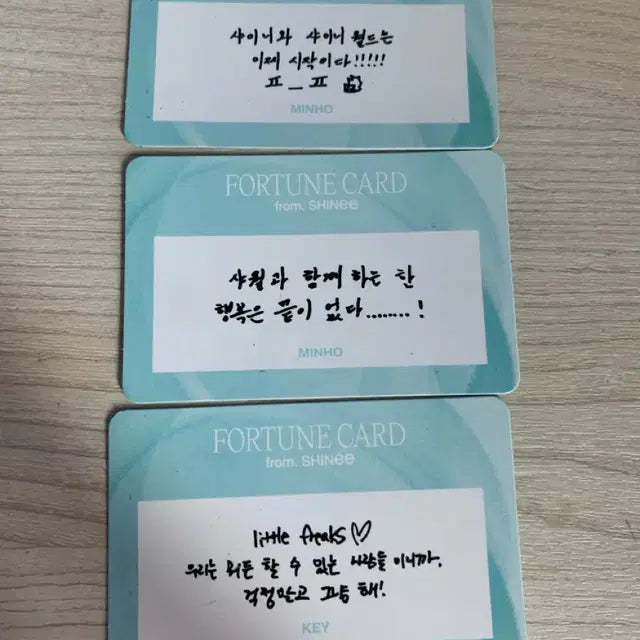 샤이니와 샤이니 월드는
이제 시작이다!!!!!
ㅍ_ㅍ
MINHO
FORTUNE CARD
from. SHINee
샤월과 함께 하는 한
행복은 끝이 없다........!
MINHO
FORTUNE CARD
from. SHINee
little freaks♡
우리는 뭐든 할 수 있는 사람들 이니까.
걱정말고 그냥 해!
KEY